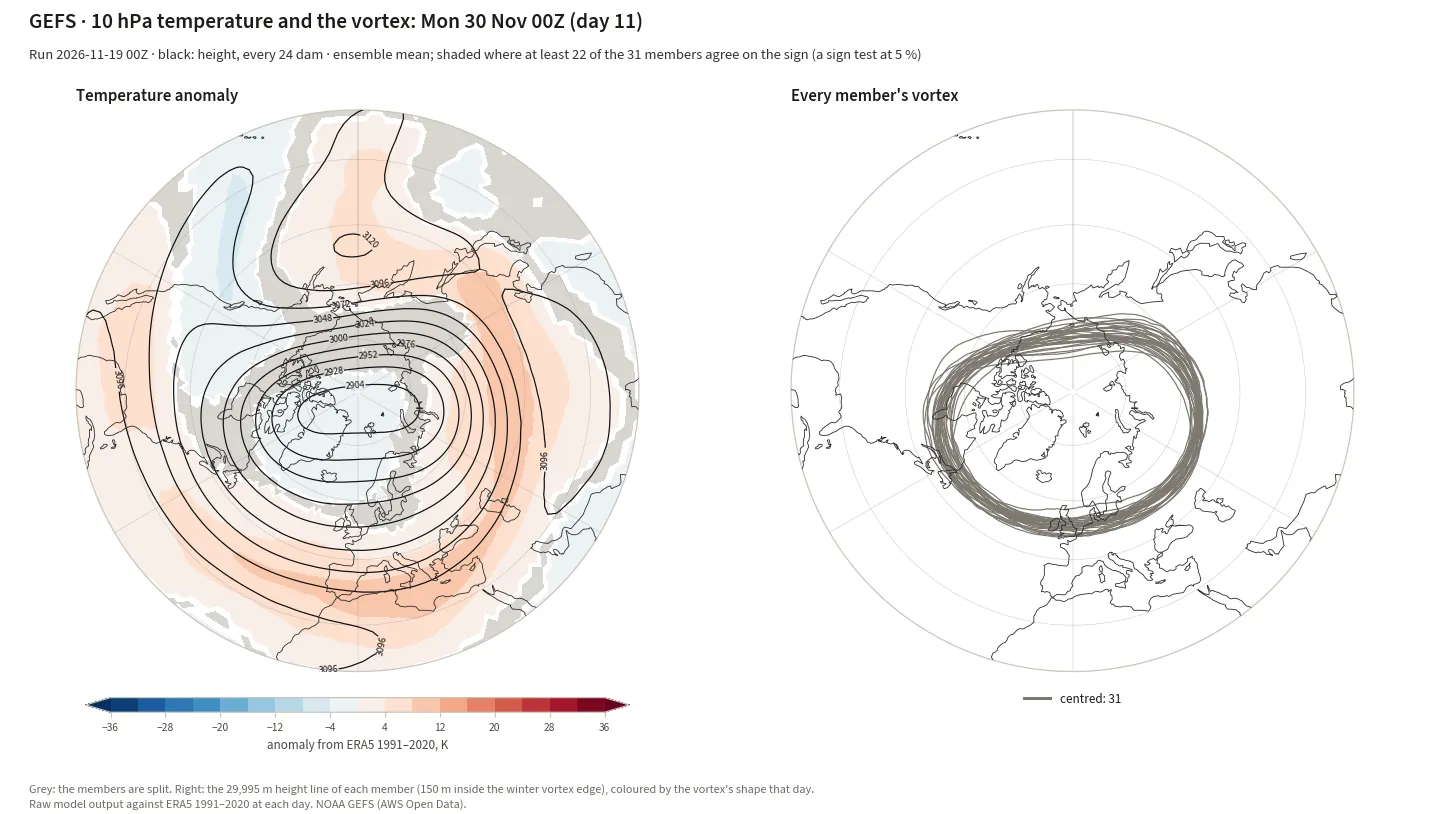 GEFS · 10 hPa temperature and the vortex: Mon 30 Nov 00Z (day 11)
Run 2026-11-19 00Z · black: height, every 24 dam · ensemble mean; shaded where at least 22 of the 31 members agree on the sign (a sign test at 5 %)
Temperature anomaly
Every member's vortex
3120
3096
3072
3048
3024
3000
2976
2952
2928
2904
3096
3096
3096
3096
centred: 31
−36 −28 −20 −12 −4 4 12 20 28 36
anomaly from ERA5 1991–2020, K
Grey: the members are split. Right: the 29,995 m height line of each member (150 m inside the winter vortex edge), coloured by the vortex's shape that day.
Raw model output against ERA5 1991–2020 at each day. NOAA GEFS (AWS Open Data).